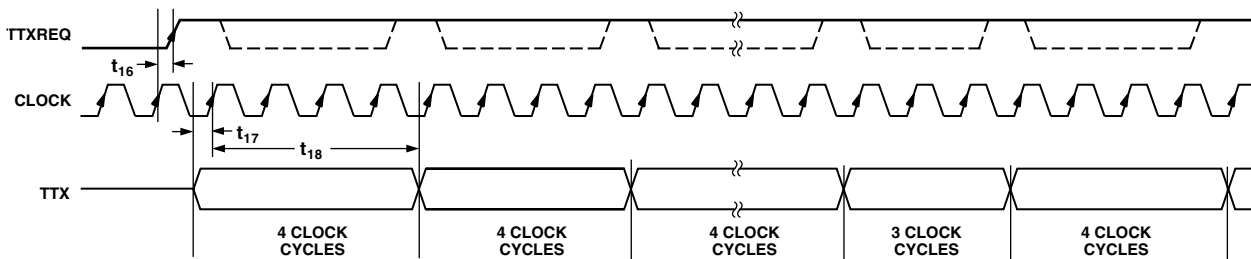 TTXREQ
t16
CLOCK
t17
t18
TTX
4 CLOCK
CYCLES
4 CLOCK
CYCLES
4 CLOCK
CYCLES
3 CLOCK
CYCLES
4 CLOCK
CYCLES